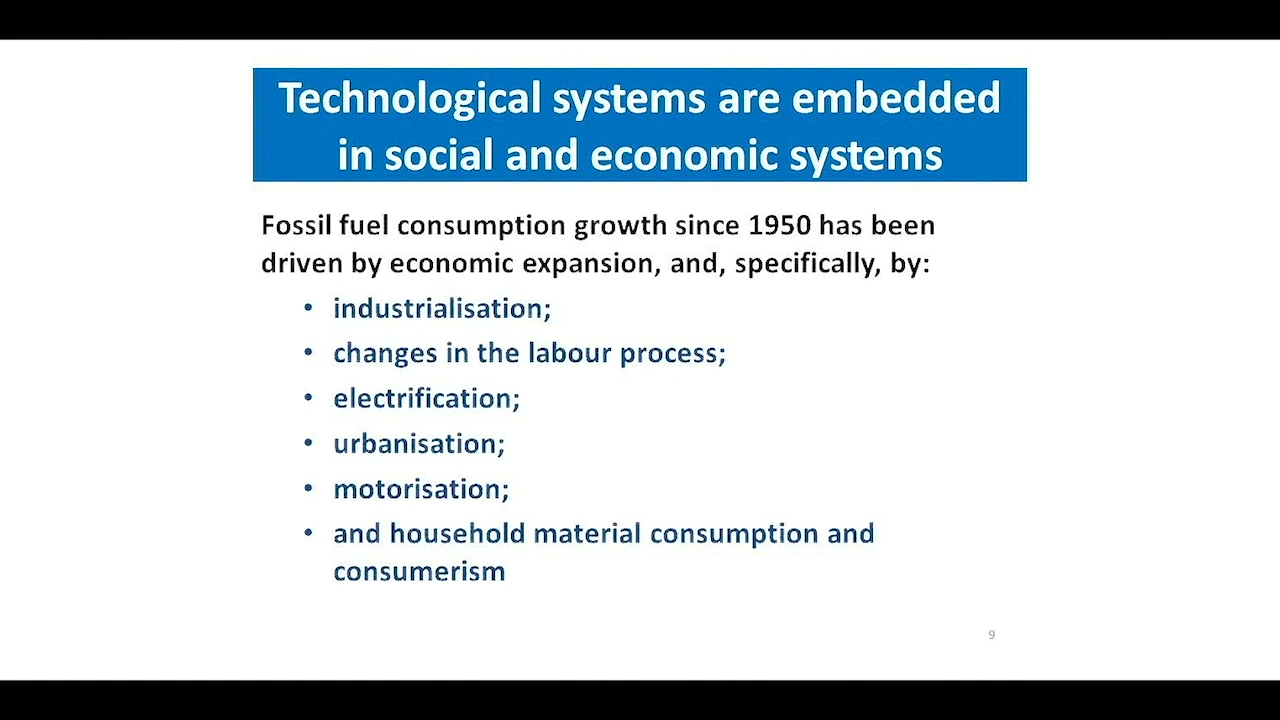 Technological systems are embedded
in social and economic systems
Fossil fuel consumption growth since 1950 has been
driven by economic expansion, and, specifically, by:
• industrialisation;
• changes in the labour process;
• electrification;
• urbanisation;
• motorisation;
• and household material consumption and
consumerism
9